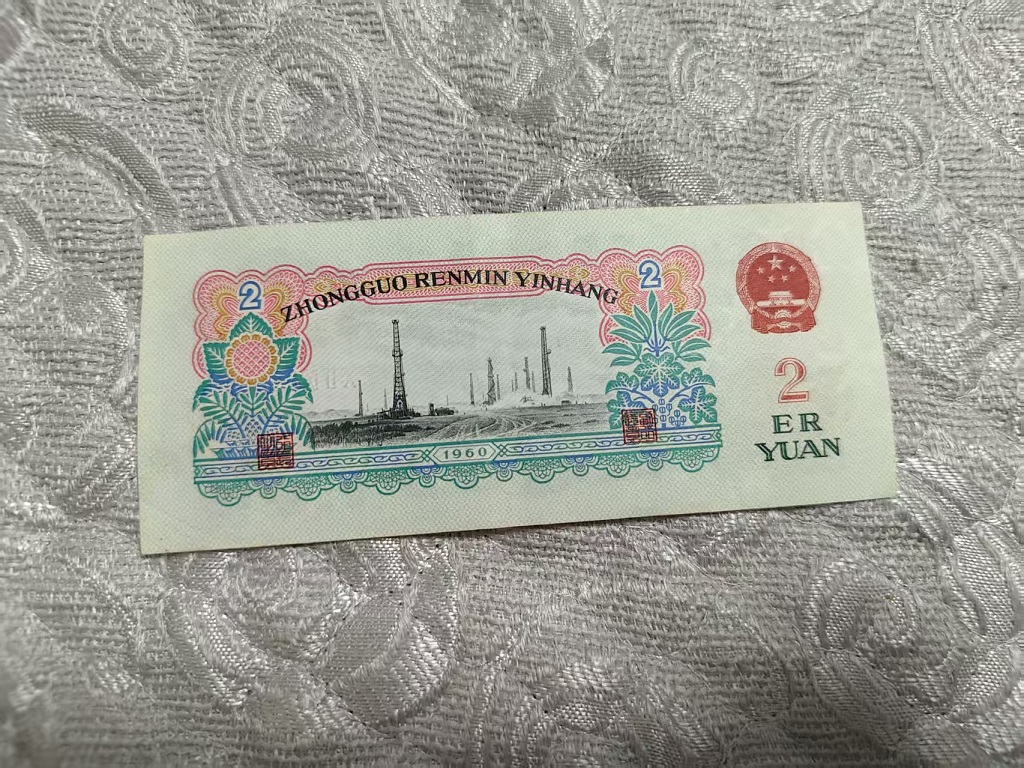 2
ZHONGGUO RENMIN YINHANG
2
1960
2
ER
YUAN